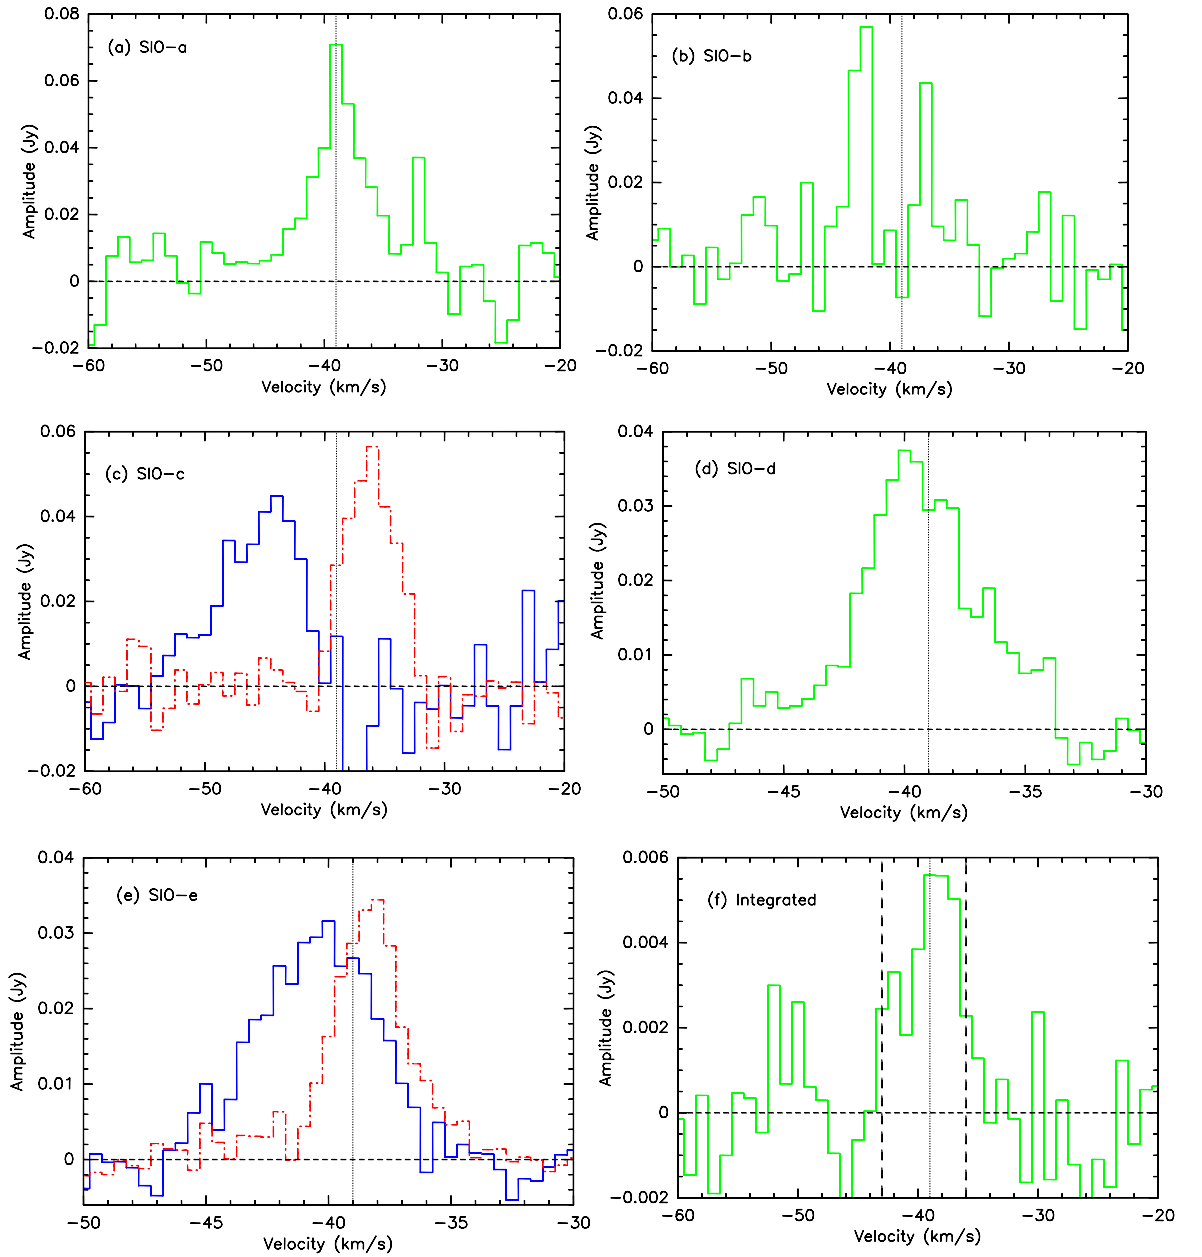 (a) SIO-a
0.08
0.06
0.04
0.02
0
-0.02
Amplitude (Jy)
-60 -50 -40 -30 -20
Velocity (km/s)
(b) SIO-b
0.06
0.04
0.02
0
-0.02
Amplitude (Jy)
-60 -50 -40 -30 -20
Velocity (km/s)
(c) SIO-c
0.06
0.04
0.02
0
-0.02
Amplitude (Jy)
-60 -50 -40 -30 -20
Velocity (km/s)
(d) SIO-d
0.04
0.03
0.02
0.01
0
Amplitude (Jy)
-50 -45 -40 -35 -30
Velocity (km/s)
(e) SIO-e
0.04
0.03
0.02
0.01
0
Amplitude (Jy)
-50 -45 -40 -35 -30
Velocity (km/s)
(f) Integrated
0.006
0.004
0.002
0
-0.002
Amplitude (Jy)
-60 -50 -40 -30 -20
Velocity (km/s)